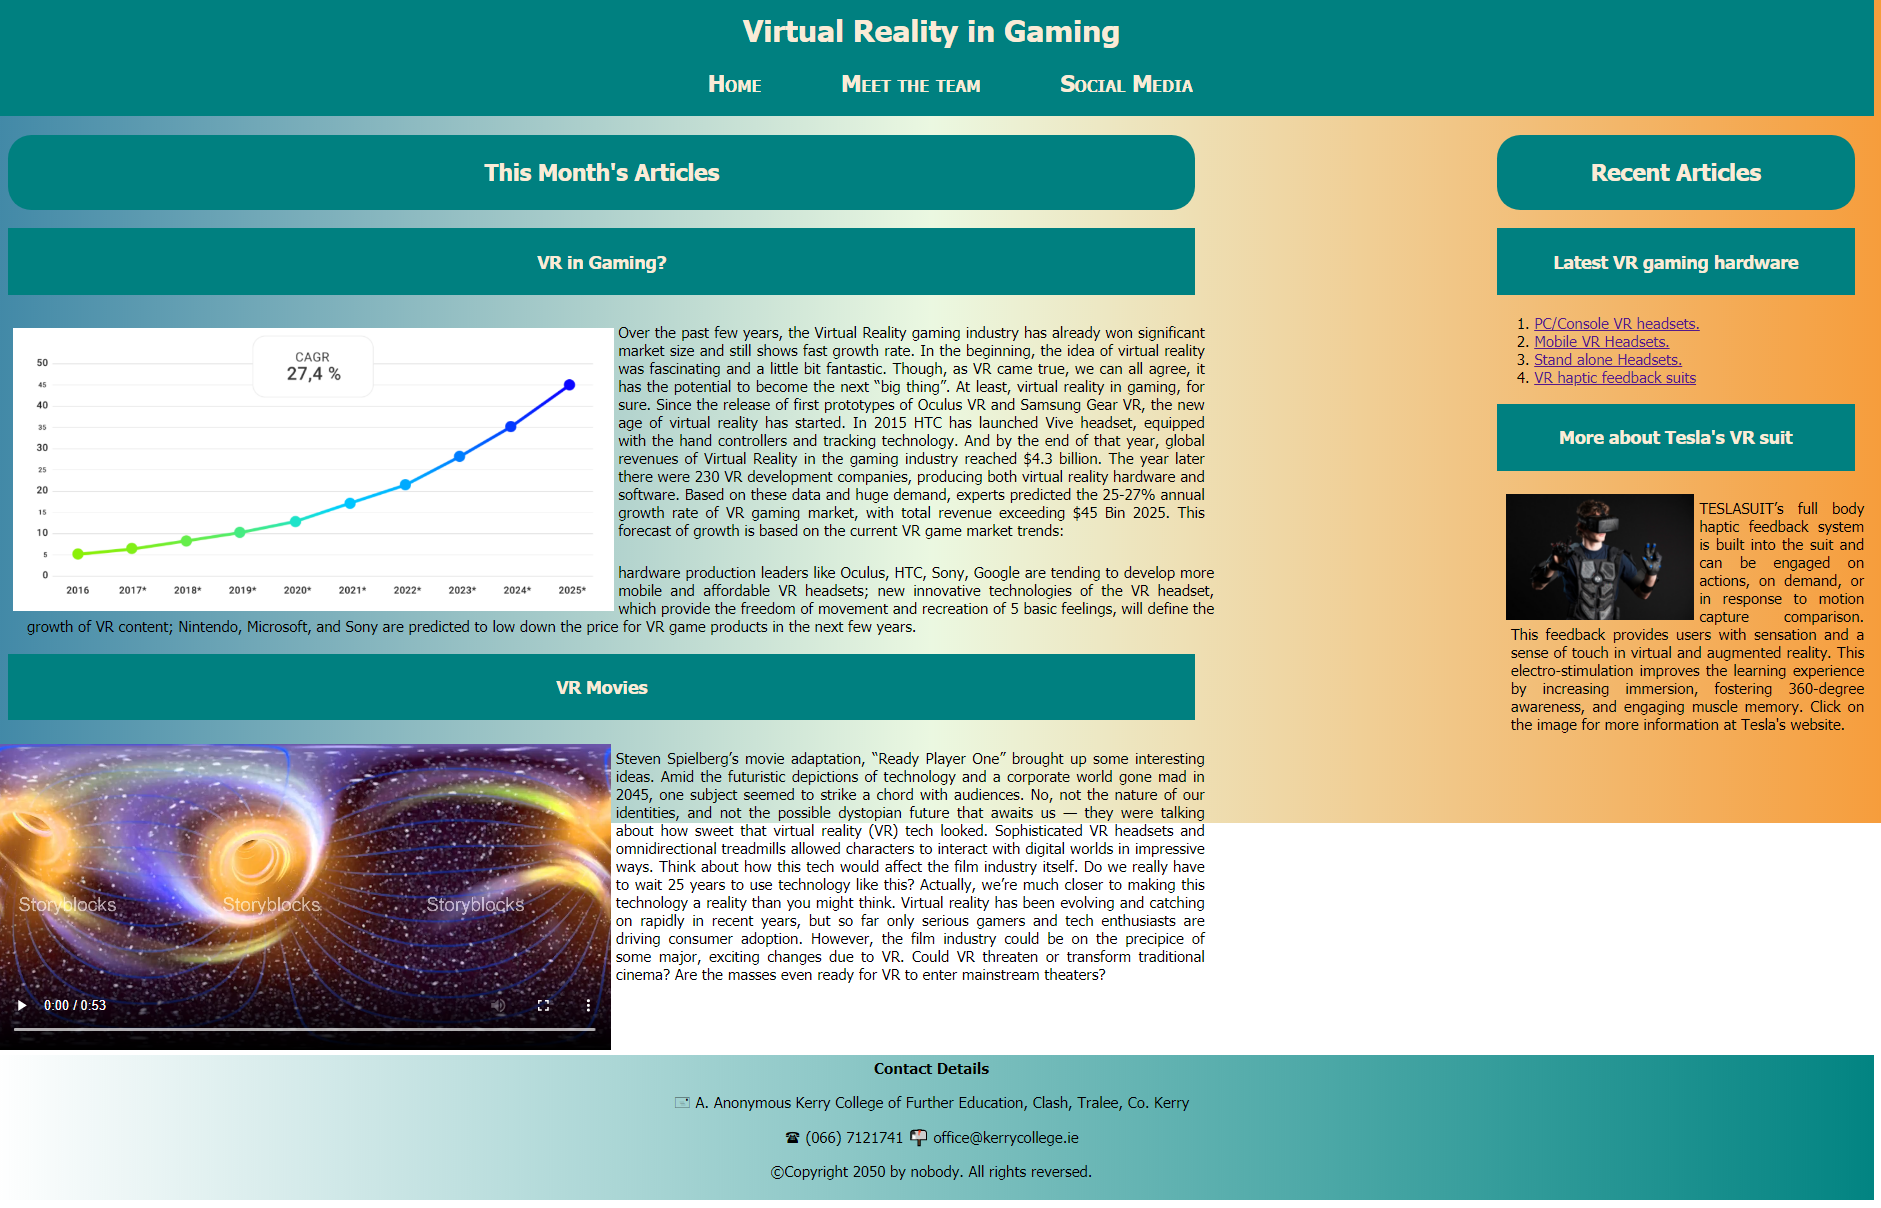 Virtual Reality in Gaming
Home Meet the team Social Media
This Month's Articles
VR in Gaming?
CAGR
27,4 %
50
45
40
35
30
25
20
15
10
5
0
2016 2017* 2018* 2019* 2020* 2021* 2022* 2023* 2024* 2025*
Over the past few years, the Virtual Reality gaming industry has already won significant
market size and still shows fast growth rate. In the beginning, the idea of virtual reality
was fascinating and a little bit fantastic. Though, as VR came true, we can all agree, it
has the potential to become the next “big thing”. At least, virtual reality in gaming, for
sure. Since the release of first prototypes of Oculus VR and Samsung Gear VR, the new
age of virtual reality has started. In 2015 HTC has launched Vive headset, equipped
with the hand controllers and tracking technology. And by the end of that year, global
revenues of Virtual Reality in the gaming industry reached $4.3 billion. The year later
there were 230 VR development companies, producing both virtual reality hardware and
software. Based on these data and huge demand, experts predicted the 25-27% annual
growth rate of VR gaming market, with total revenue exceeding $45 Bin 2025. This
forecast of growth is based on the current VR game market trends:
hardware production leaders like Oculus, HTC, Sony, Google are tending to develop more
mobile and affordable VR headsets; new innovative technologies of the VR headset,
which provide the freedom of movement and recreation of 5 basic feelings, will define the
growth of VR content; Nintendo, Microsoft, and Sony are predicted to low down the price for VR game products in the next few years.
VR Movies
Storyblocks Storyblocks Storyblocks
0:00 / 0:53
Steven Spielberg’s movie adaptation, “Ready Player One” brought up some interesting
ideas. Amid the futuristic depictions of technology and a corporate world gone mad in
2045, one subject seemed to strike a chord with audiences. No, not the nature of our
identities, and not the possible dystopian future that awaits us — they were talking
about how sweet that virtual reality (VR) tech looked. Sophisticated VR headsets and
omnidirectional treadmills allowed characters to interact with digital worlds in impressive
ways. Think about how this tech would affect the film industry itself. Do we really have
to wait 25 years to use technology like this? Actually, we’re much closer to making this
technology a reality than you might think. Virtual reality has been evolving and catching
on rapidly in recent years, but so far only serious gamers and tech enthusiasts are
driving consumer adoption. However, the film industry could be on the precipice of
some major, exciting changes due to VR. Could VR threaten or transform traditional
cinema? Are the masses even ready for VR to enter mainstream theaters?
Recent Articles
Latest VR gaming hardware
1. PC/Console VR headsets.
2. Mobile VR Headsets.
3. Stand alone Headsets.
4. VR haptic feedback suits
More about Tesla's VR suit
TESLASUIT’s full body
haptic feedback system
is built into the suit and
can be engaged on
actions, on demand, or
in response to motion
capture comparison.
This feedback provides users with sensation and a
sense of touch in virtual and augmented reality. This
electro-stimulation improves the learning experience
by increasing immersion, fostering 360-degree
awareness, and engaging muscle memory. Click on
the image for more information at Tesla's website.
Contact Details
A. Anonymous Kerry College of Further Education, Clash, Tralee, Co. Kerry
☎ (066) 7121741 📬 office@kerrycollege.ie
©Copyright 2050 by nobody. All rights reversed.